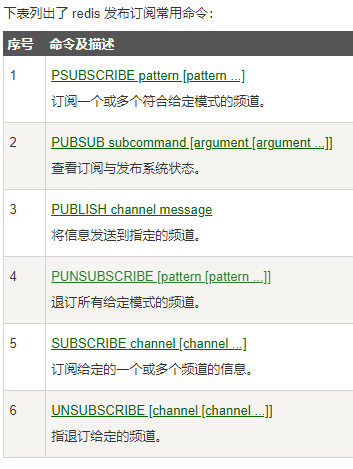 下表列出了 redis 发布订阅常用命令：
序号 命令及描述
1 PSUBSCRIBE pattern [pattern ...]
订阅一个或多个符合给定模式的频道。
2 PUBSUB subcommand [argument [argument ...]]
查看订阅与发布系统状态。
3 PUBLISH channel message
将信息发送到指定的频道。
4 PUNSUBSCRIBE [pattern [pattern ...]]
退订所有给定模式的频道。
5 SUBSCRIBE channel [channel ...]
订阅给定的一个或多个频道的信息。
6 UNSUBSCRIBE [channel [channel ...]]
指退订给定的频道。